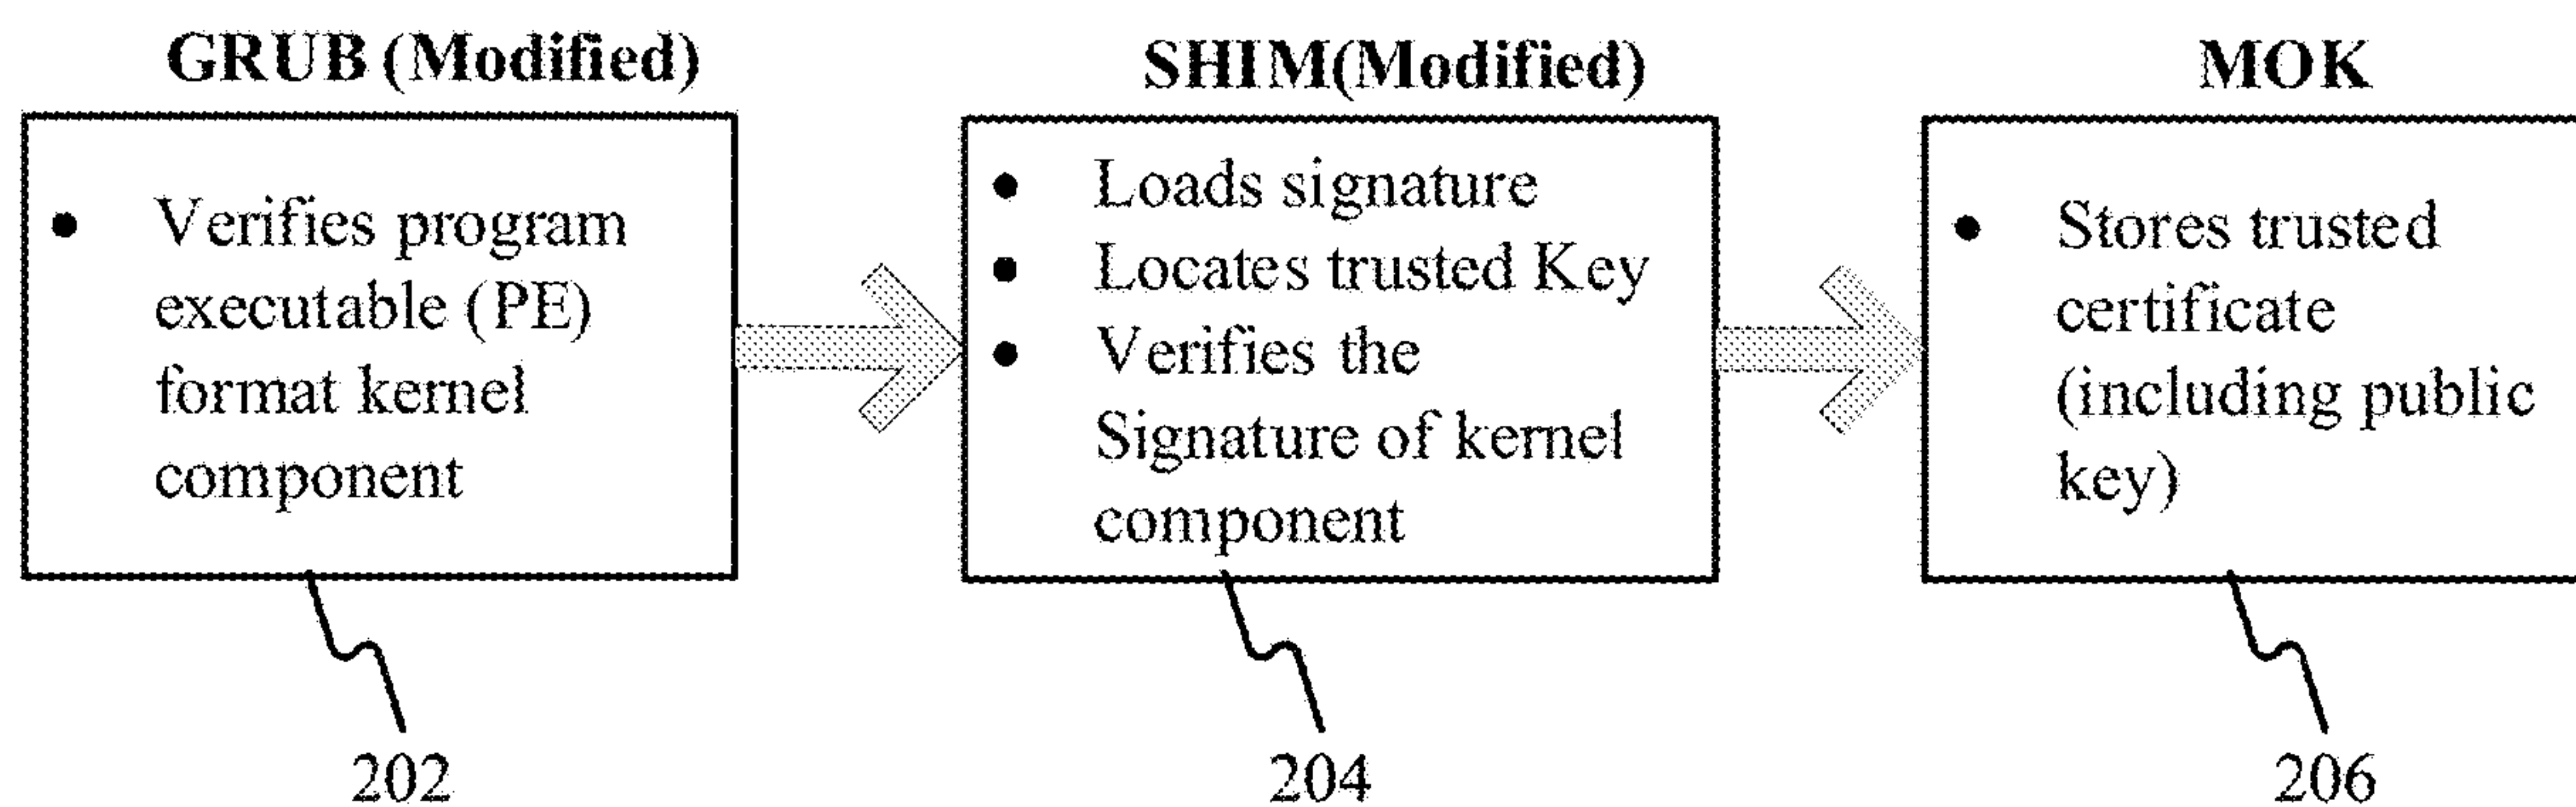 GRUB (Modified)
• Verifies program
executable (PE)
format kernel
component
202
SHIM(Modified)
• Loads signature
• Locates trusted Key
• Verifies the
Signature of kernel
component
204
MOK
• Stores trusted
certificate
(including public
key)
206